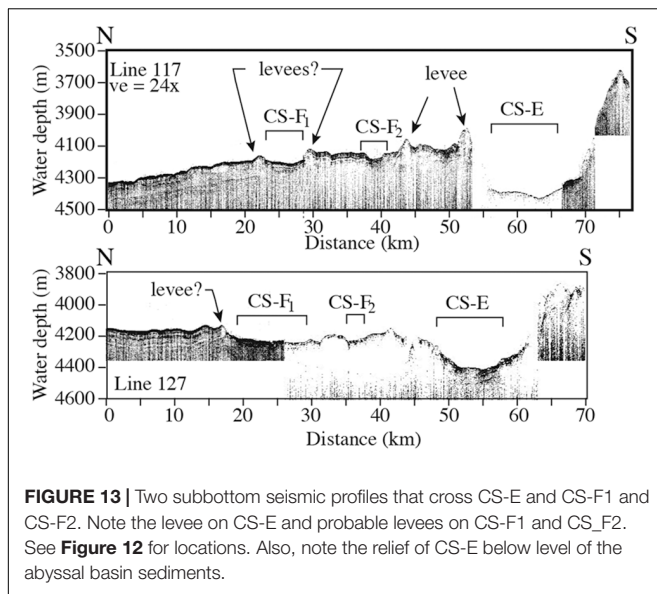 N S
3500
3700
3900
4100
4300
4500
Water depth (m)
Line 117
ve = 24x
levees?
levee
CS-F1
CS-F2
CS-E
0 10 20 30 40 50 60 70
Distance (km)
N S
3800
4000
4200
4400
4600
Water depth (m)
levee?
CS-F1
CS-F2
CS-E
Line 127
0 10 20 30 40 50 60 70
Distance (km)
FIGURE 13 | Two subbottom seismic profiles that cross CS-E and CS-F1 and
CS-F2. Note the levee on CS-E and probable levees on CS-F1 and CS_F2.
See Figure 12 for locations. Also, note the relief of CS-E below level of the
abyssal basin sediments.